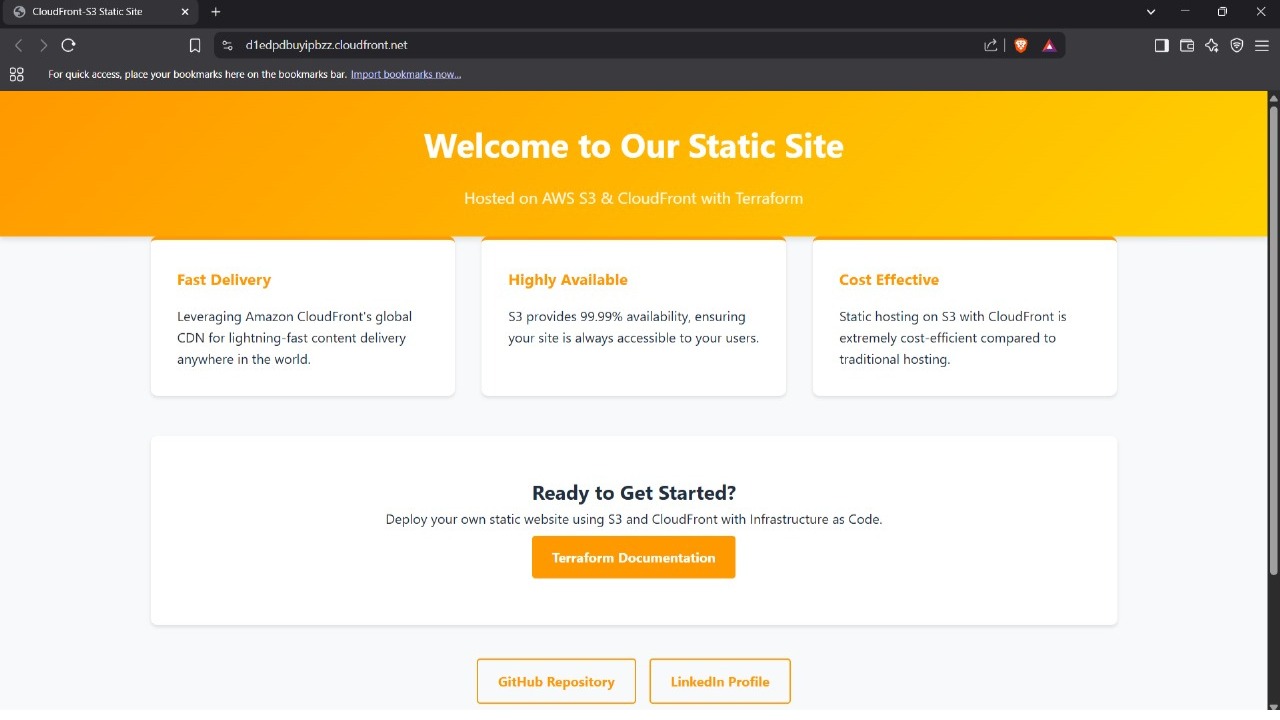 CloudFront-S3 Static Site
d1edpdbuyipbzz.cloudfront.net
For quick access, place your bookmarks here on the bookmarks bar. Import bookmarks now...
Welcome to Our Static Site
Hosted on AWS S3 & CloudFront with Terraform
Fast Delivery
Leveraging Amazon CloudFront's global
CDN for lightning-fast content delivery
anywhere in the world.
Highly Available
S3 provides 99.99% availability, ensuring
your site is always accessible to your users.
Cost Effective
Static hosting on S3 with CloudFront is
extremely cost-efficient compared to
traditional hosting.
Ready to Get Started?
Deploy your own static website using S3 and CloudFront with Infrastructure as Code.
Terraform Documentation
GitHub Repository
LinkedIn Profile